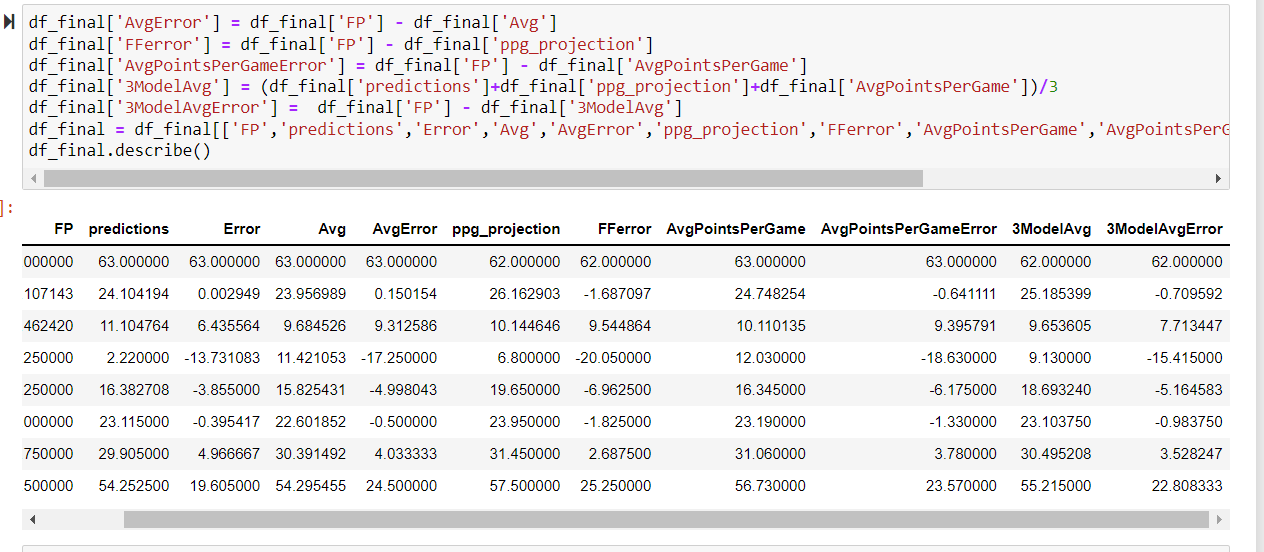 df_final['AvgError'] = df_final['FP'] - df_final['Avg']
df_final['FFerror'] = df_final['FP'] - df_final['ppg_projection']
df_final['AvgPointsPerGameError'] = df_final['FP'] - df_final['AvgPointsPerGame']
df_final['3ModelAvg'] = (df_final['predictions']+df_final['ppg_projection']+df_final['AvgPointsPerGame'])/3
df_final['3ModelAvgError'] =  df_final['FP'] - df_final['3ModelAvg']
df_final = df_final[['FP','predictions','Error','Avg','AvgError','ppg_projection','FFerror','AvgPointsPerGame','AvgPointsPerG
df_final.describe()
]:
FP predictions Error Avg AvgError ppg_projection FFerror AvgPointsPerGame AvgPointsPerGameError 3ModelAvg 3ModelAvgError
000000 63.000000 63.000000 63.000000 63.000000 62.000000 62.000000 63.000000 63.000000 62.000000 62.000000
107143 24.104194 0.002949 23.956989 0.150154 26.162903 -1.687097 24.748254 -0.641111 25.185399 -0.709592
462420 11.104764 6.435564 9.684526 9.312586 10.144646 9.544864 10.110135 9.395791 9.653605 7.713447
250000 2.220000 -13.731083 11.421053 -17.250000 6.800000 -20.050000 12.030000 -18.630000 9.130000 -15.415000
250000 16.382708 -3.855000 15.825431 -4.998043 19.650000 -6.962500 16.345000 -6.175000 18.693240 -5.164583
000000 23.115000 -0.395417 22.601852 -0.500000 23.950000 -1.825000 23.190000 -1.330000 23.103750 -0.983750
750000 29.905000 4.966667 30.391492 4.033333 31.450000 2.687500 31.060000 3.780000 30.495208 3.528247
500000 54.252500 19.605000 54.295455 24.500000 57.500000 25.250000 56.730000 23.570000 55.215000 22.808333